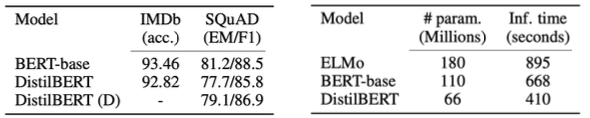 Model IMDb SQuAD
(acc.) (EM/F1)
BERT-base 93.46 81.2/88.5
DistilBERT 92.82 77.7/85.8
DistilBERT (D) - 79.1/86.9
Model # param. Inf. time
(Millions) (seconds)
ELMo 180 895
BERT-base 110 668
DistilBERT 66 410